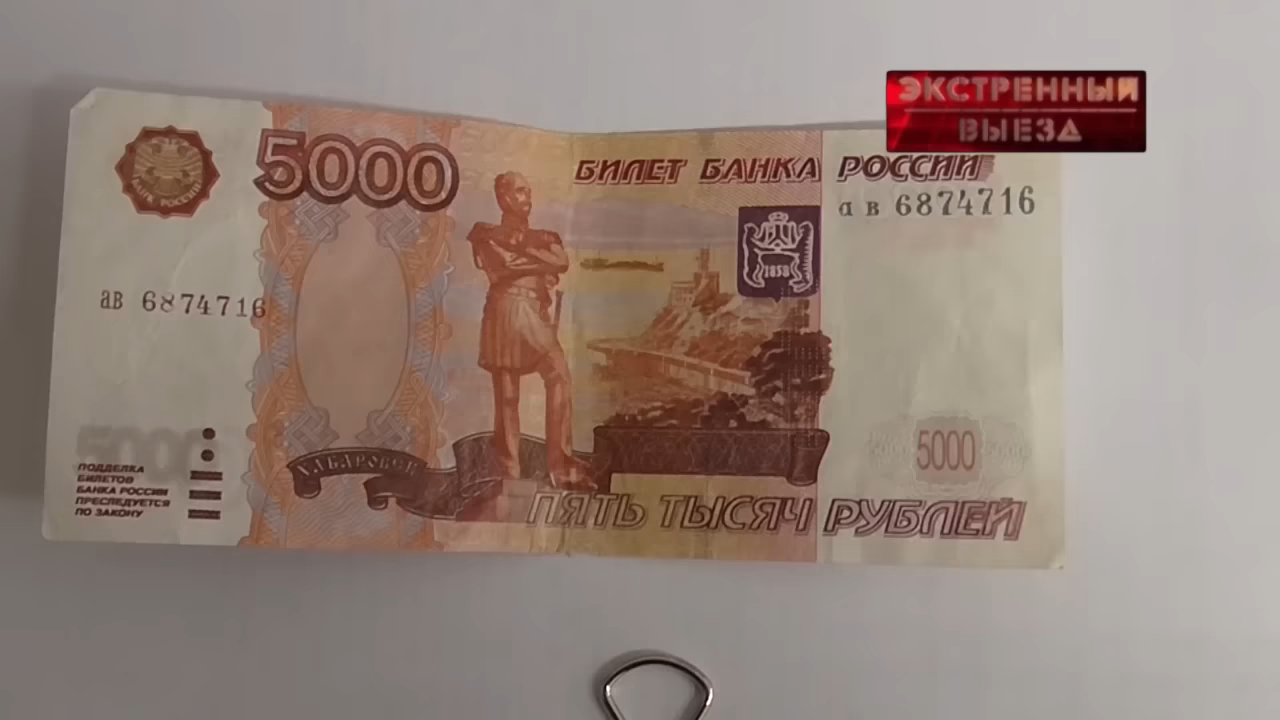 ЭКСТРЕННЫЙ
ВЫЕЗД
5000
БИЛЕТ БАНКА РОССИИ
ав 6874716
1858
ав 6874716
5000
ПОДДЕЛКА
БИЛЕТОВ
БАНКА РОССИИ
ПРЕСЛЕДУЕТСЯ
ПО ЗАКОНУ
ХАБАРОВСК
5000
ПЯТЬ ТЫСЯЧ РУБЛЕЙ